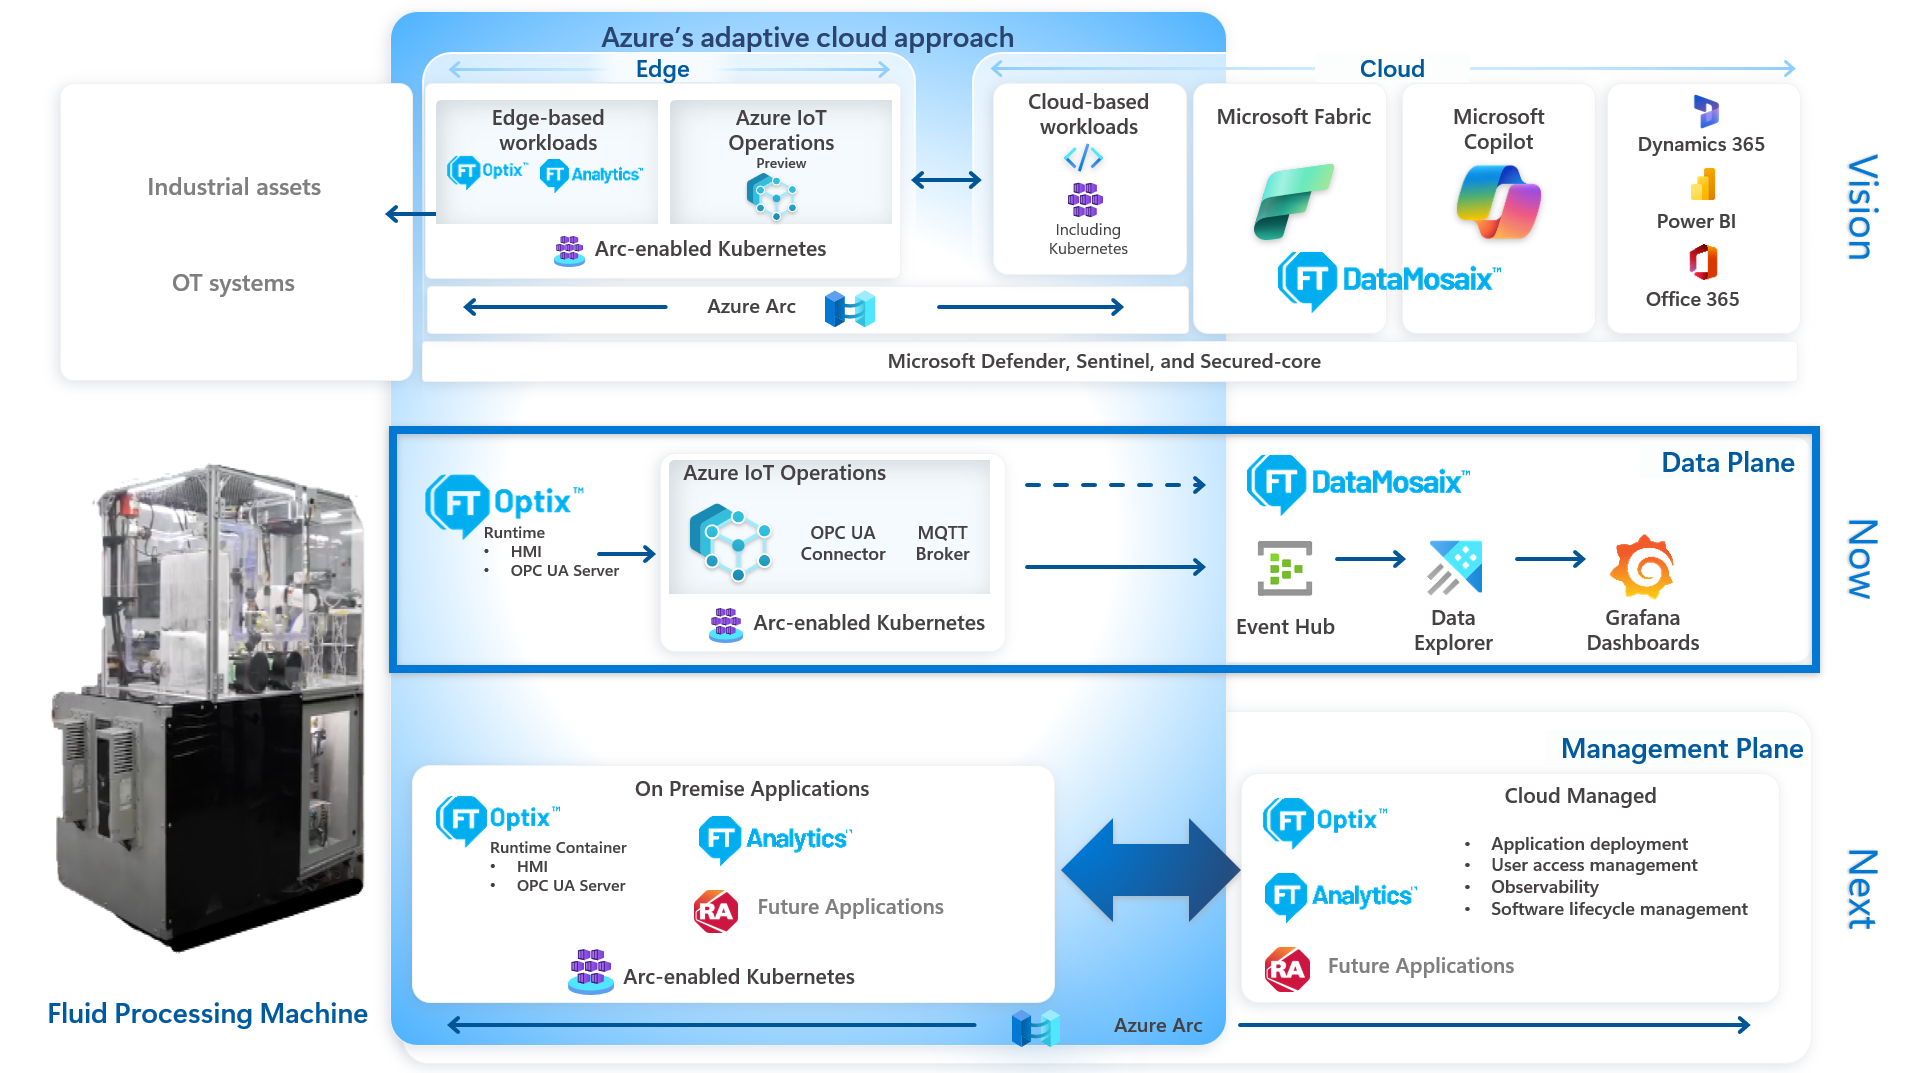 Azure's adaptive cloud approach
Edge
Cloud
Industrial assets
OT systems
Edge-based
workloads
FT Optix™
FT Analytics™
Azure IoT
Operations
Preview
Arc-enabled Kubernetes
Cloud-based
workloads
Including
Kubernetes
Microsoft Fabric
Microsoft
Copilot
FT DataMosaix™
Dynamics 365
Power BI
Office 365
Azure Arc
Microsoft Defender, Sentinel, and Secured-core
Vision
Data Plane
FT Optix™
Runtime
• HMI
• OPC UA Server
Azure IoT Operations
OPC UA
Connector
MQTT
Broker
Arc-enabled Kubernetes
FT DataMosaix™
Event Hub
Data
Explorer
Grafana
Dashboards
Now
Management Plane
On Premise Applications
FT Optix™
Runtime Container
• HMI
• OPC UA Server
FT Analytics™
RA Future Applications
Arc-enabled Kubernetes
Cloud Managed
FT Optix™
FT Analytics™
RA Future Applications
• Application deployment
• User access management
• Observability
• Software lifecycle management
Next
Azure Arc
Fluid Processing Machine